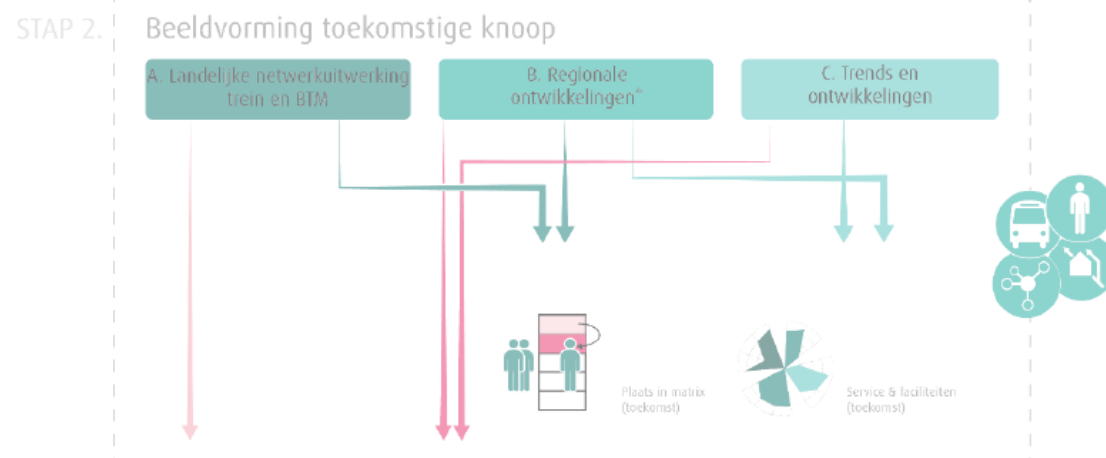 STAP 2.
Beeldvorming toekomstige knoop
A. Landelijke netwerkuitwerking
trein en BTM
B. Regionale
ontwikkelingen*
C. Trends en
ontwikkelingen
Plaats in matrix
(toekomst)
Service & faciliteiten
(toekomst)